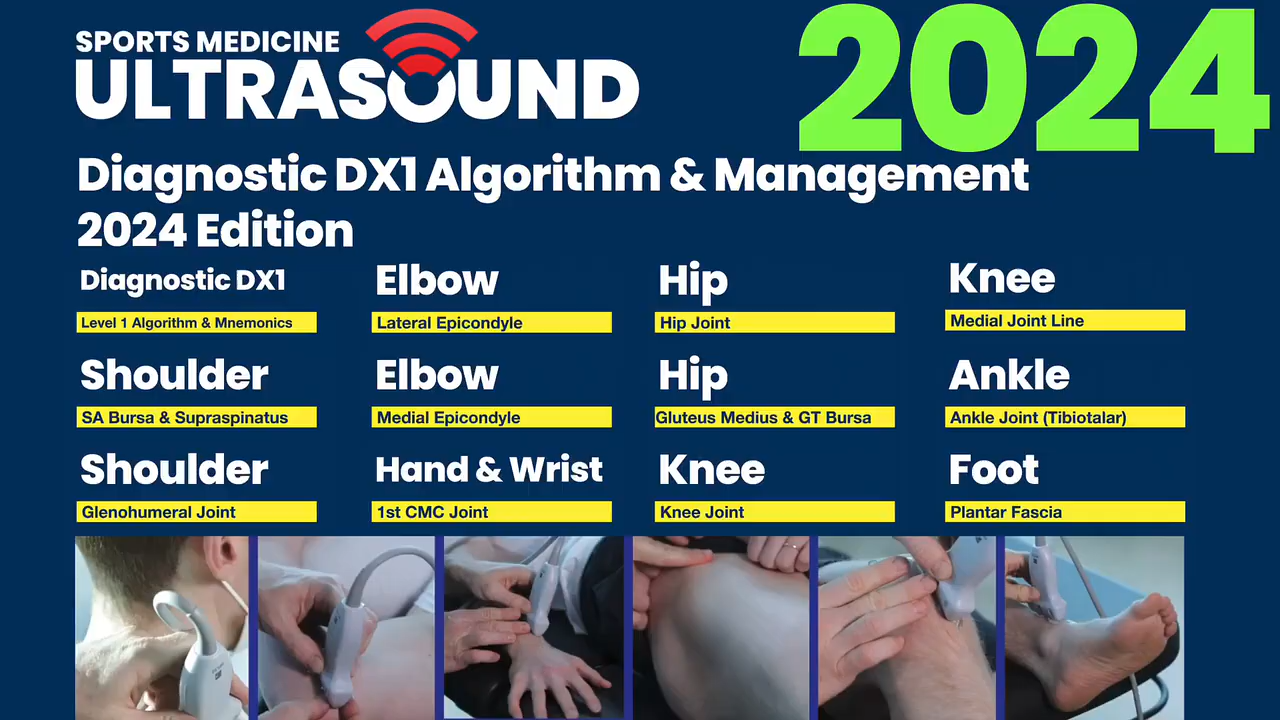 SPORTS MEDICINE
ULTRASOUND
2024
Diagnostic DX1 Algorithm & Management
2024 Edition
Diagnostic DX1
Level 1 Algorithm & Mnemonics
Elbow
Lateral Epicondyle
Hip
Hip Joint
Knee
Medial Joint Line
Shoulder
SA Bursa & Supraspinatus
Elbow
Medial Epicondyle
Hip
Gluteus Medius & GT Bursa
Ankle
Ankle Joint (Tibiotalar)
Shoulder
Glenohumeral Joint
Hand & Wrist
1st CMC Joint
Knee
Knee Joint
Foot
Plantar Fascia